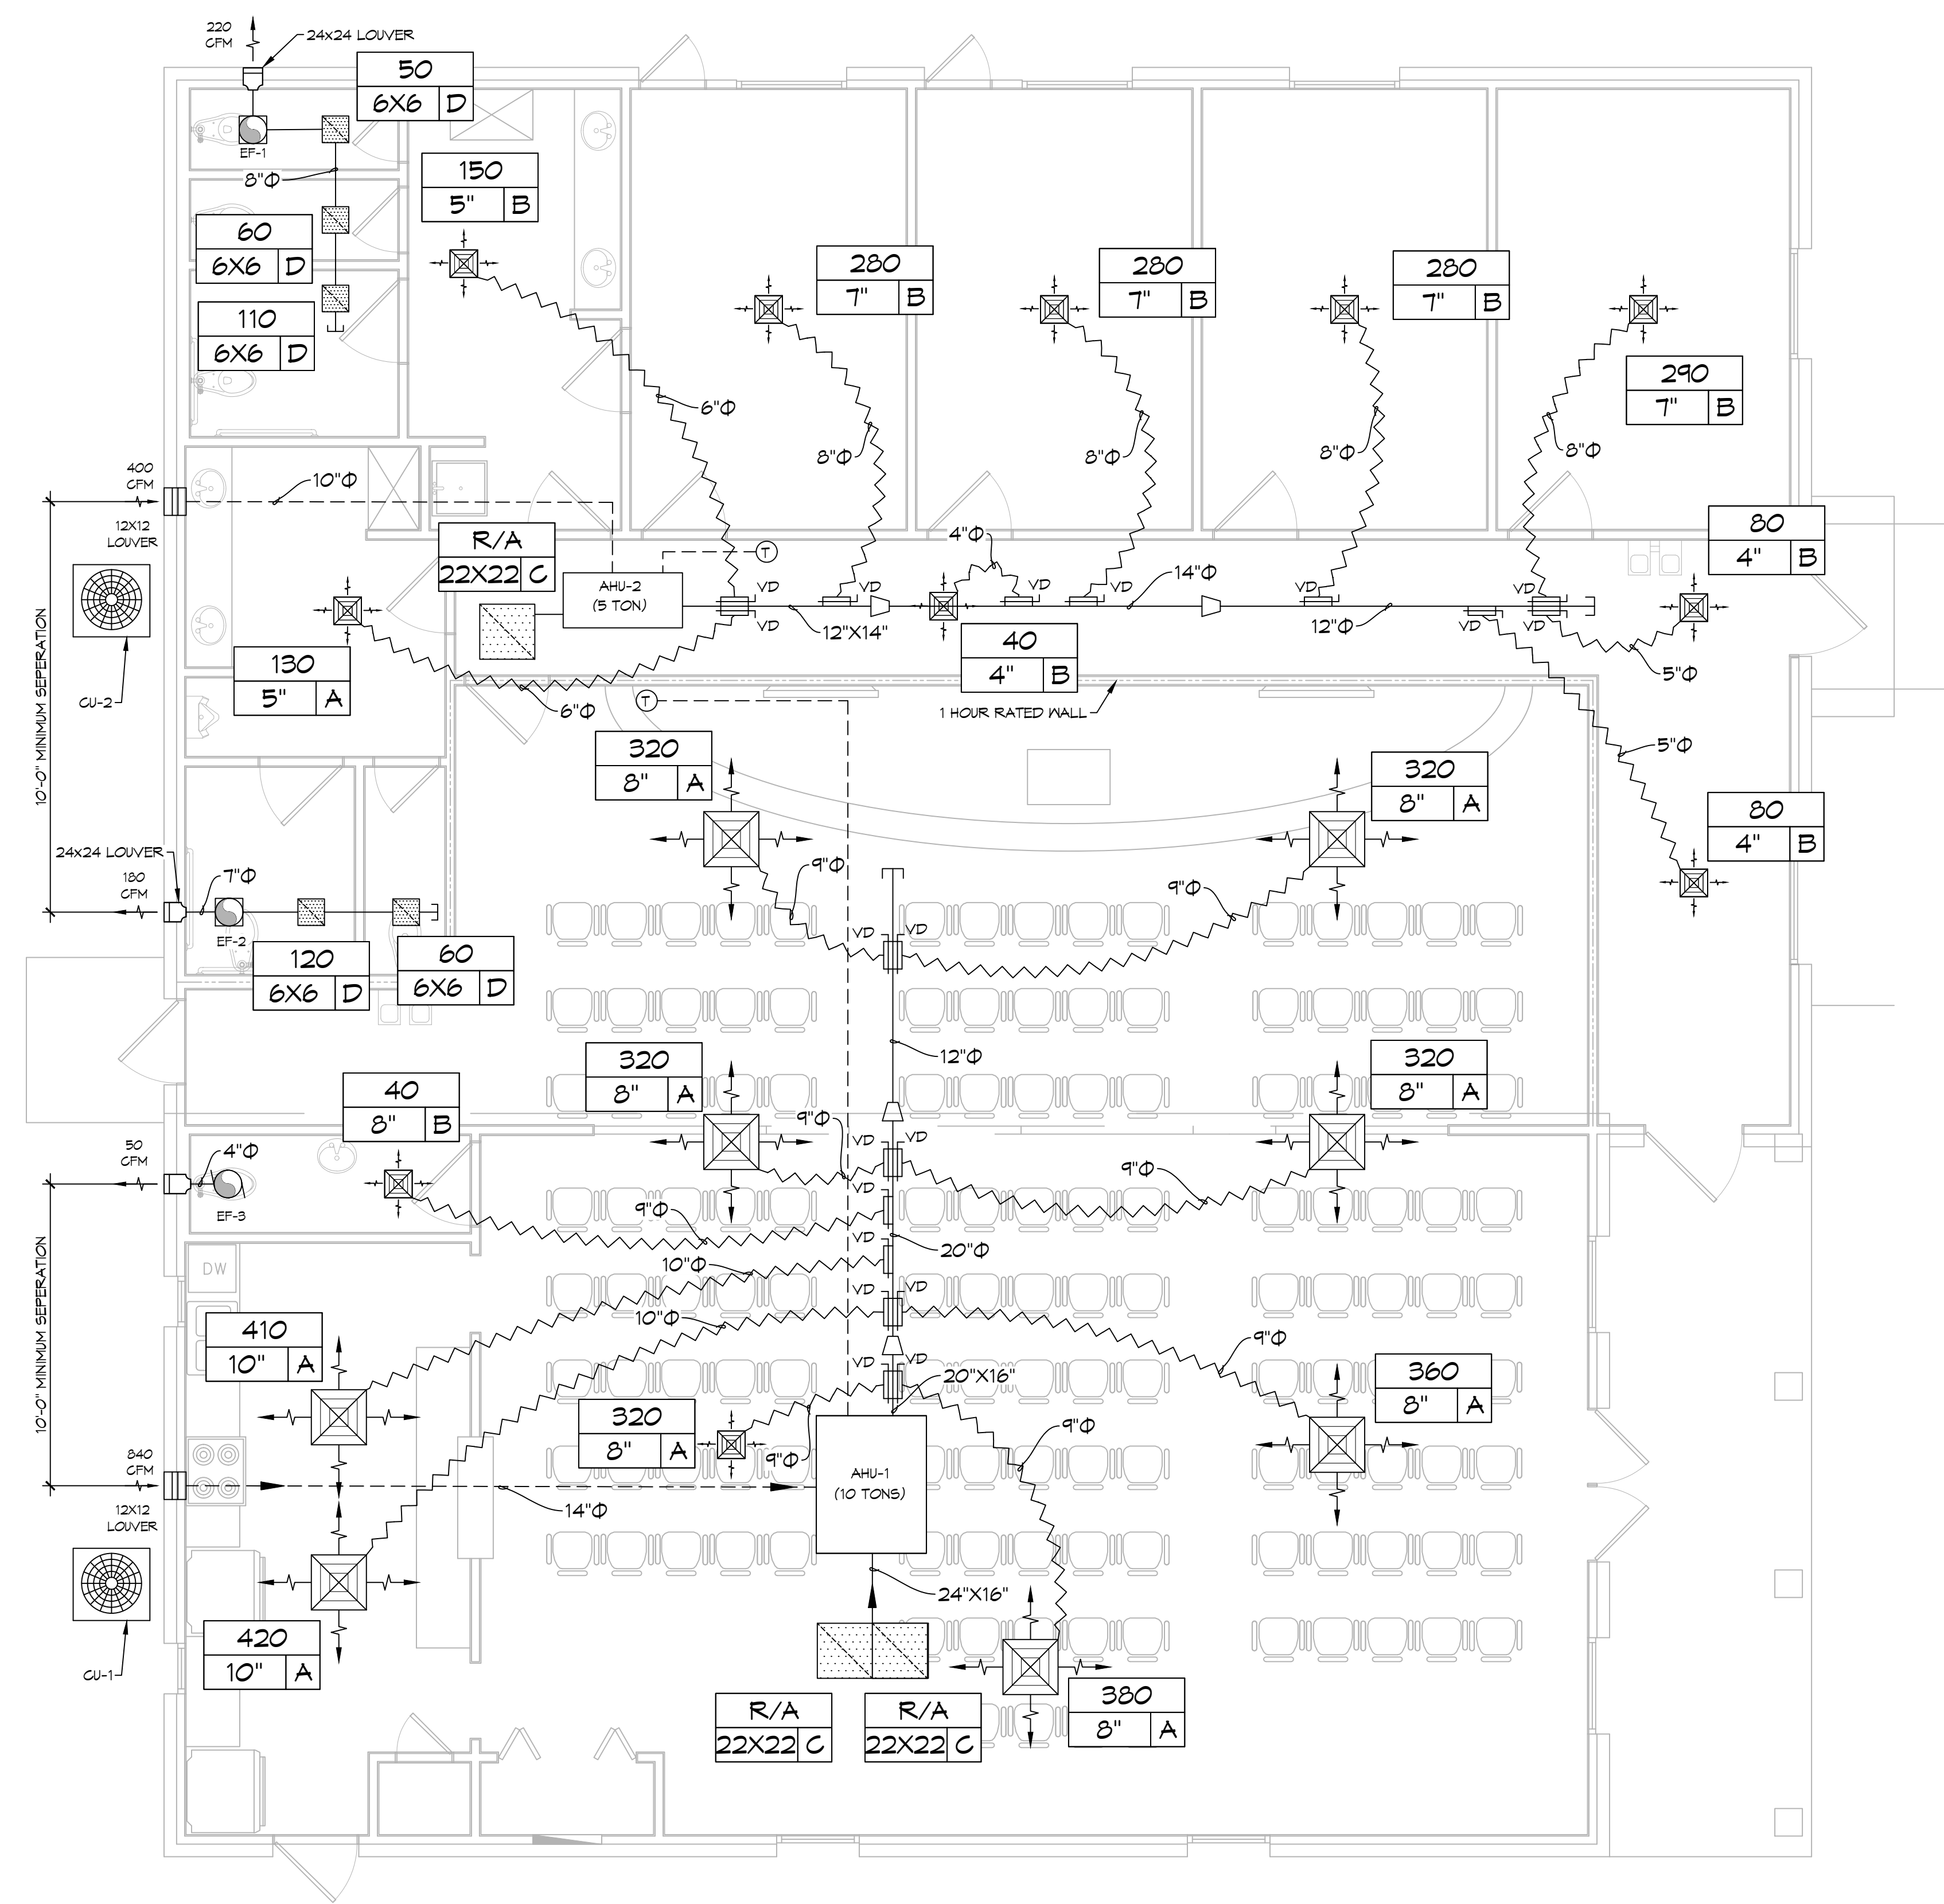 220
CFM
24x24 LOUVER
50
6X6 D
EF-1
8"Φ
150
5" B
60
6X6 D
110
6X6 D
280
7" B
280
7" B
280
7" B
290
7" B
6"Φ
8"Φ
8"Φ
8"Φ
8"Φ
400
CFM
10"Φ
12X12
LOUVER
R/A
22X22 C
T
4"Φ
80
4" B
AHU-2
(5 TON)
VD
VD
VD
VD
VD
14"Φ
VD
VD
VD
VD
12"X14"
12"Φ
40
4" B
5"Φ
10'-0" MINIMUM SEPERATION
CU-2
130
5" A
6"Φ
T
1 HOUR RATED WALL
5"Φ
320
8" A
320
8" A
80
4" B
24x24 LOUVER
180
CFM
7"Φ
9"Φ
9"Φ
EF-2
VD
VD
120
6X6 D
60
6X6 D
12"Φ
320
8" A
320
8" A
40
8" B
9"Φ
VD
VD
50
CFM
4"Φ
9"Φ
EF-3
VD
9"Φ
VD
20"Φ
DW
10"Φ
VD
VD
10"Φ
9"Φ
10'-0" MINIMUM SEPERATION
410
10" A
VD
VD
20"X16"
360
8" A
320
8" A
9"Φ
9"Φ
840
CFM
AHU-1
(10 TONS)
12X12
LOUVER
14"Φ
24"X16"
CU-1
420
10" A
R/A
22X22 C
R/A
22X22 C
380
8" A